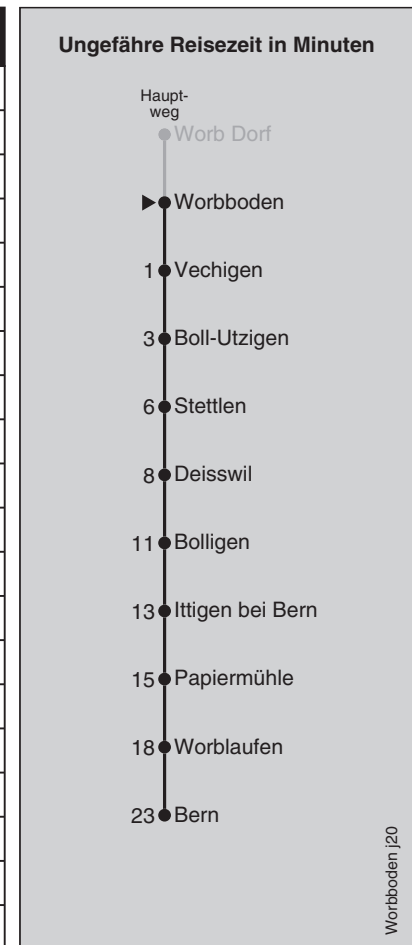 Ungefähre Reisezeit in Minuten
Haupt-
weg
Worb Dorf
Worbboden
1 Vechigen
3 Boll-Utzigen
6 Stettlen
8 Deisswil
11 Bolligen
13 Ittigen bei Bern
15 Papiermühle
18 Worblaufen
23 Bern
Worbboden j20